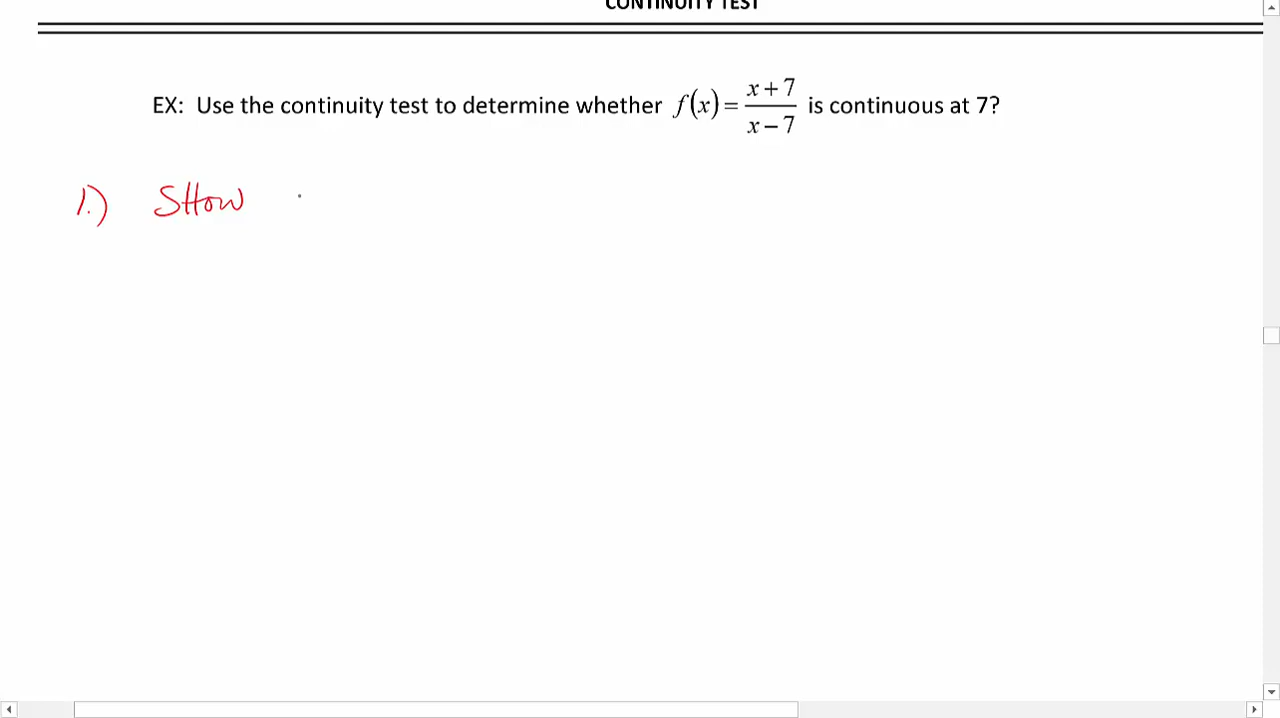 CONTINUITY TEST
EX: Use the continuity test to determine whether f(x) = (x + 7)/(x − 7) is continuous at 7?
1.) SHOW